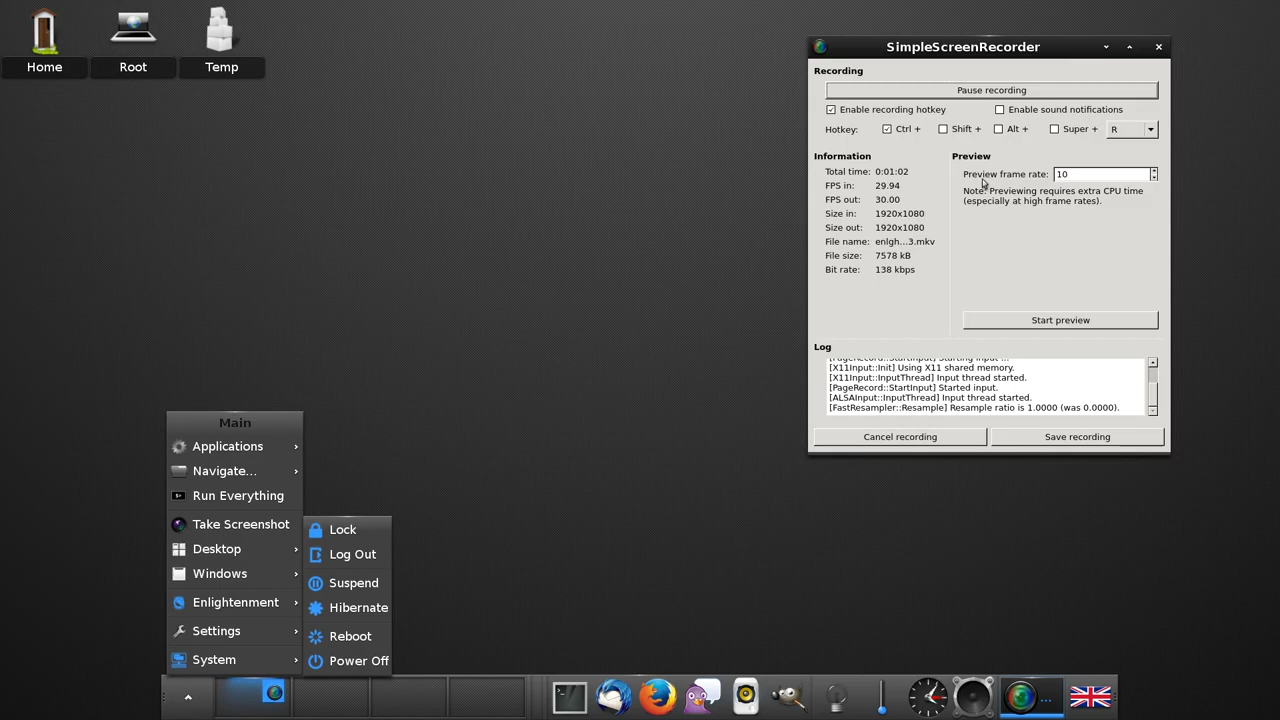 Home
Root
Temp
SimpleScreenRecorder
Recording
Pause recording
Enable recording hotkey
Enable sound notifications
Hotkey:
Ctrl +
Shift +
Alt +
Super +
R
Information
Total time: 0:01:02
FPS in: 29.94
FPS out: 30.00
Size in: 1920x1080
Size out: 1920x1080
File name: enlgh...3.mkv
File size: 7578 kB
Bit rate: 138 kbps
Preview
Preview frame rate: 10
Note: Previewing requires extra CPU time
(especially at high frame rates).
Start preview
Log
[PageRecord::StartInput] Starting input ...
[X11Input::Init] Using X11 shared memory.
[X11Input::InputThread] Input thread started.
[PageRecord::StartInput] Started input.
[ALSAInput::InputThread] Input thread started.
[FastResampler::Resample] Resample ratio is 1.0000 (was 0.0000).
Cancel recording
Save recording
Main
Applications
Navigate...
Run Everything
Take Screenshot
Desktop
Windows
Enlightenment
Settings
System
Lock
Log Out
Suspend
Hibernate
Reboot
Power Off
...